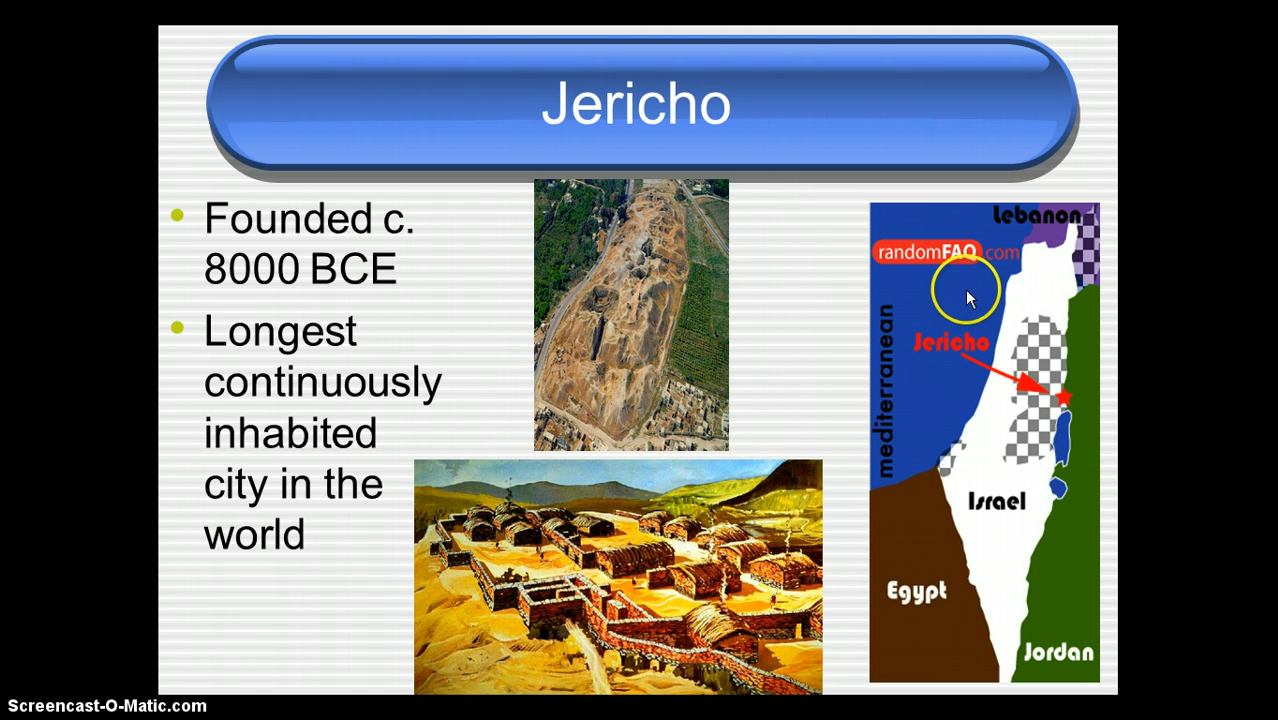 Jericho
Founded c.
8000 BCE
Longest
continuously
inhabited
city in the
world
Lebanon
randomFAQ.com
mediterranean
Jericho
Israel
Egypt
Jordan
Screencast-O-Matic.com